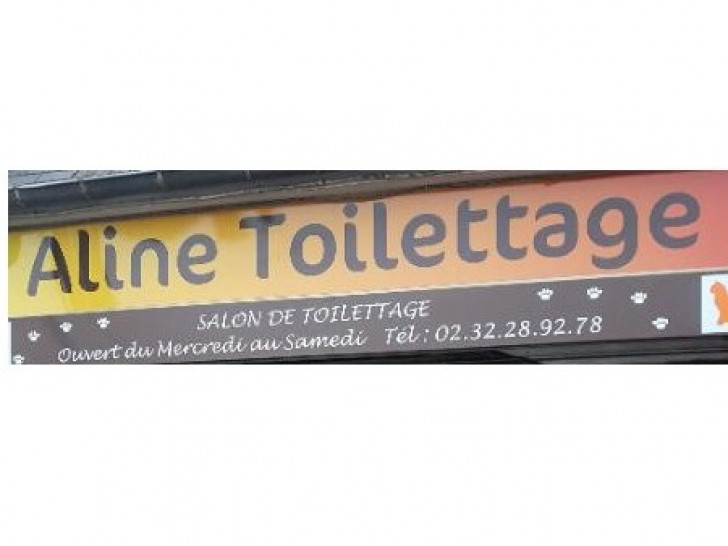 Aline Toilettage
SALON DE TOILETTAGE
Ouvert du Mercredi au Samedi Tél : 02.32.28.92.78